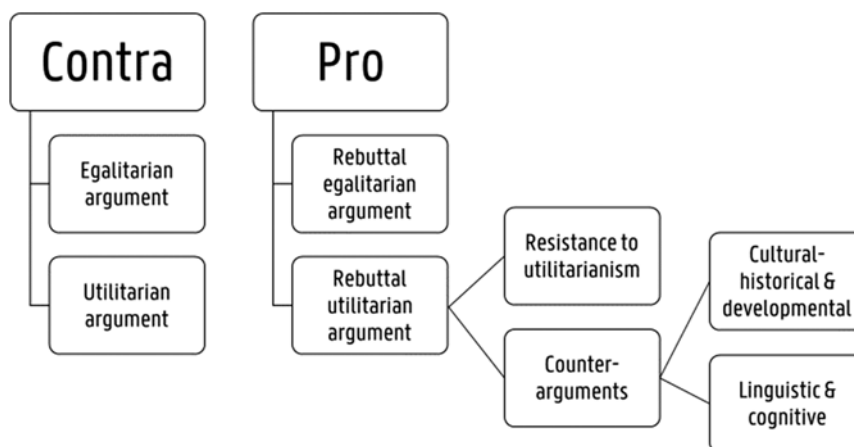 Contra
Pro
Egalitarian
argument
Rebuttal
egalitarian
argument
Utilitarian
argument
Rebuttal
utilitarian
argument
Resistance to
utilitarianism
Counter-
arguments
Cultural-
historical &
developmental
Linguistic &
cognitive